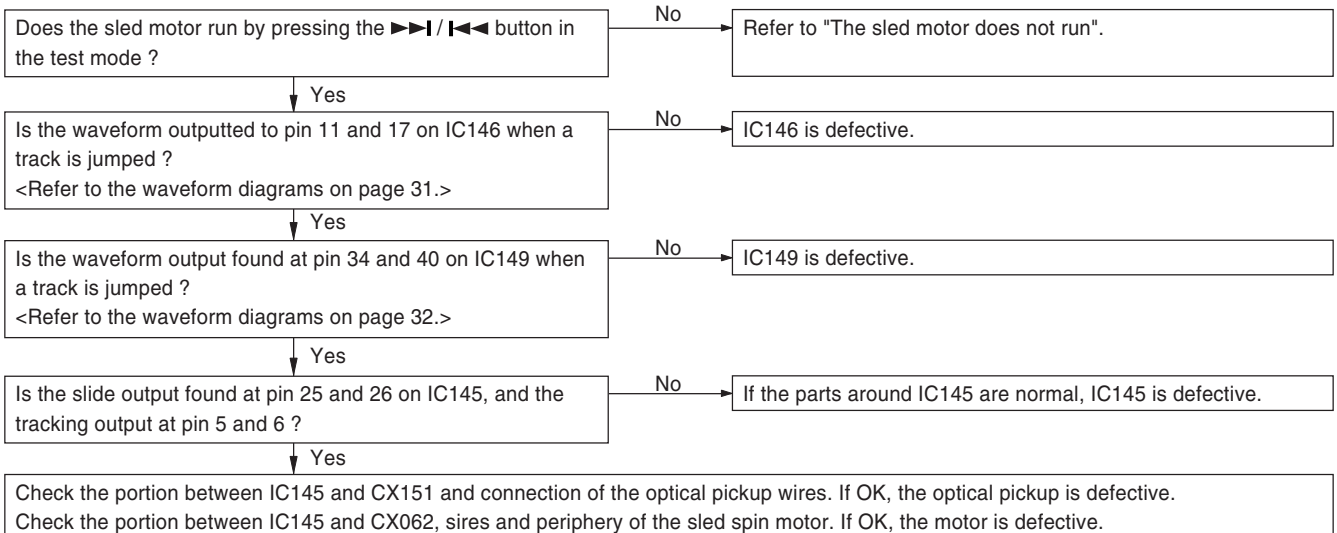 Does the sled motor run by pressing the ►►I / I◄◄ button in
the test mode ?
No
Refer to "The sled motor does not run".
Yes
Is the waveform outputted to pin 11 and 17 on IC146 when a
track is jumped ?
<Refer to the waveform diagrams on page 31.>
No
IC146 is defective.
Yes
Is the waveform output found at pin 34 and 40 on IC149 when
a track is jumped ?
<Refer to the waveform diagrams on page 32.>
No
IC149 is defective.
Yes
Is the slide output found at pin 25 and 26 on IC145, and the
tracking output at pin 5 and 6 ?
No
If the parts around IC145 are normal, IC145 is defective.
Yes
Check the portion between IC145 and CX151 and connection of the optical pickup wires. If OK, the optical pickup is defective.
Check the portion between IC145 and CX062, sires and periphery of the sled spin motor. If OK, the motor is defective.